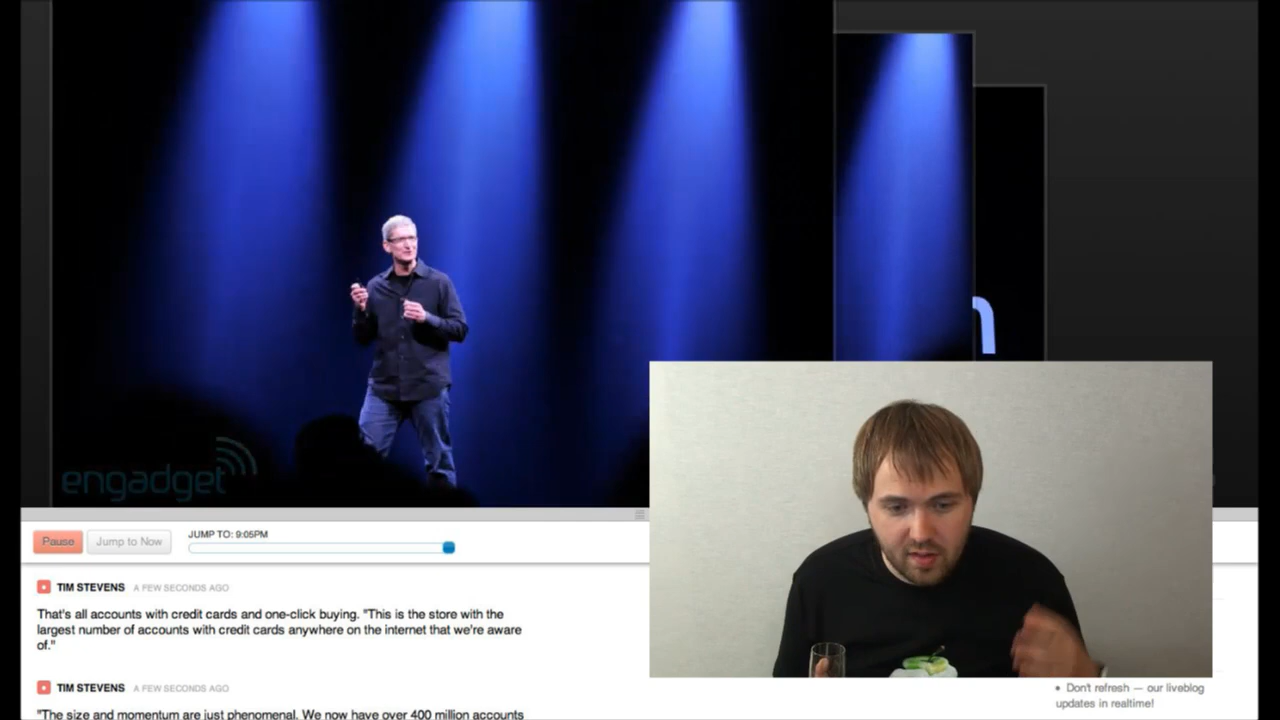 n
engadget
Pause
Jump to Now
JUMP TO: 9:05PM
TIM STEVENS A FEW SECONDS AGO
That's all accounts with credit cards and one-click buying. "This is the store with the
largest number of accounts with credit cards anywhere on the internet that we're aware
of."
TIM STEVENS A FEW SECONDS AGO
"The size and momentum are just phenomenal. We now have over 400 million accounts
• Don't refresh — our liveblog
updates in realtime!